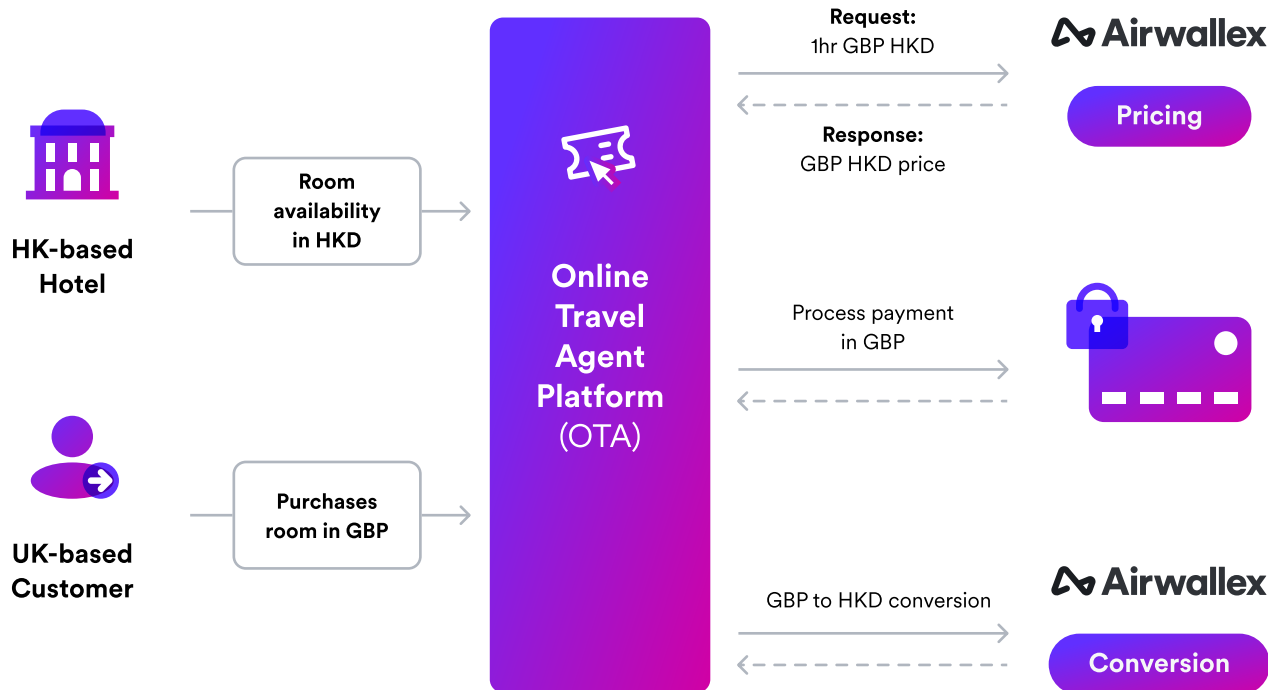 HK-based
Hotel
Room
availability
in HKD
UK-based
Customer
Purchases
room in GBP
Online
Travel
Agent
Platform
(OTA)
Request:
1hr GBP HKD
Response:
GBP HKD price
Airwallex
Pricing
Process payment
in GBP
GBP to HKD conversion
Airwallex
Conversion